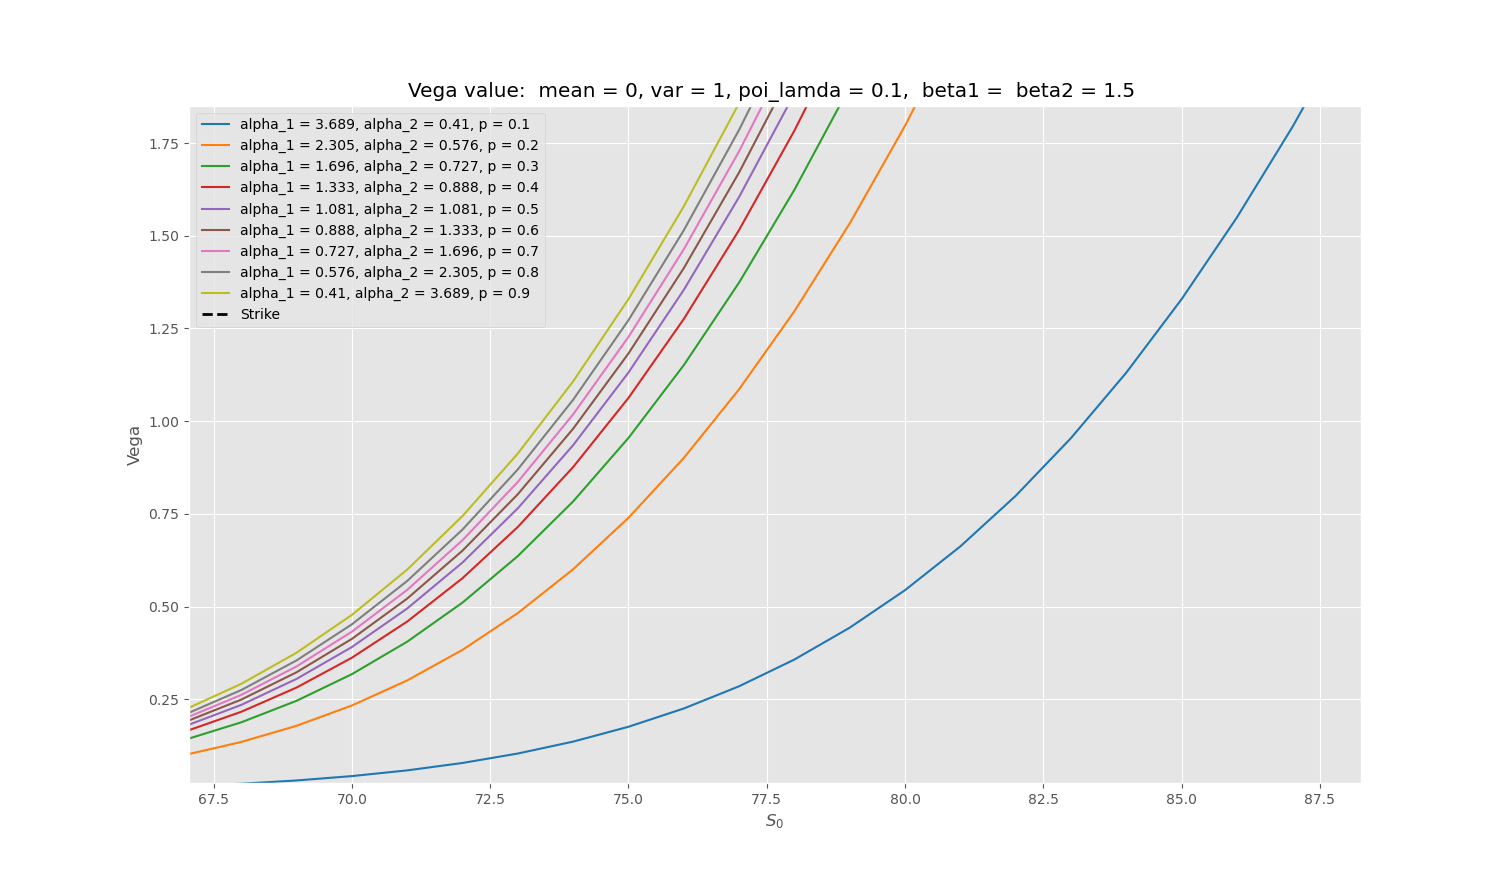 Vega value:  mean = 0, var = 1, poi_lamda = 0.1,  beta1 =  beta2 = 1.5
alpha_1 = 3.689, alpha_2 = 0.41, p = 0.1
alpha_1 = 2.305, alpha_2 = 0.576, p = 0.2
alpha_1 = 1.696, alpha_2 = 0.727, p = 0.3
alpha_1 = 1.333, alpha_2 = 0.888, p = 0.4
alpha_1 = 1.081, alpha_2 = 1.081, p = 0.5
alpha_1 = 0.888, alpha_2 = 1.333, p = 0.6
alpha_1 = 0.727, alpha_2 = 1.696, p = 0.7
alpha_1 = 0.576, alpha_2 = 2.305, p = 0.8
alpha_1 = 0.41, alpha_2 = 3.689, p = 0.9
Strike
1.75
1.50
1.25
1.00
0.75
0.50
0.25
Vega
67.5 70.0 72.5 75.0 77.5 80.0 82.5 85.0 87.5
S₀